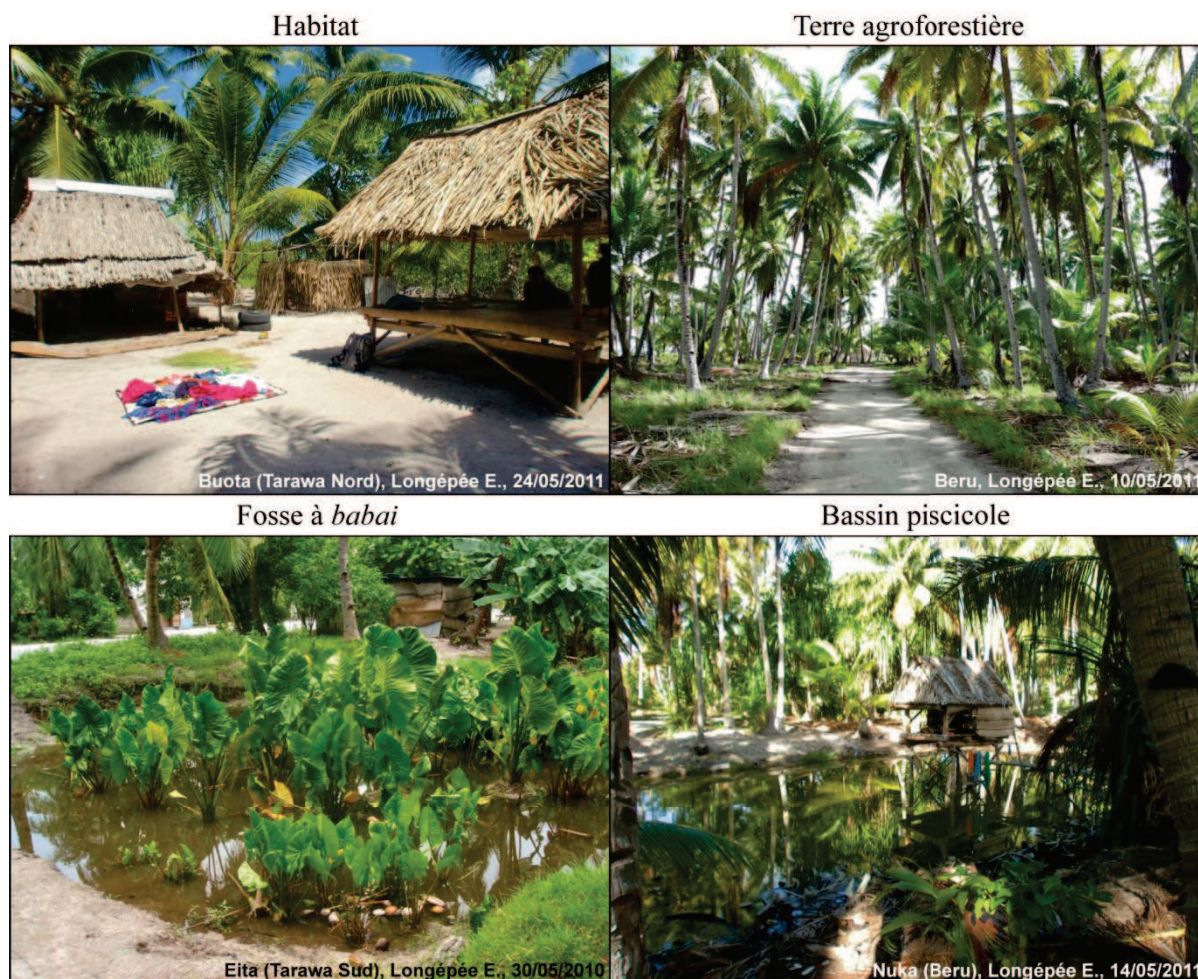 Habitat
Terre agroforestière
Buota (Tarawa Nord), Longépée E., 24/05/2011
Beru, Longépée E., 10/05/2011
Fosse à babai
Bassin piscicole
Eita (Tarawa Sud), Longépée E., 30/05/2010
Nuka (Beru), Longépée E., 14/05/2011